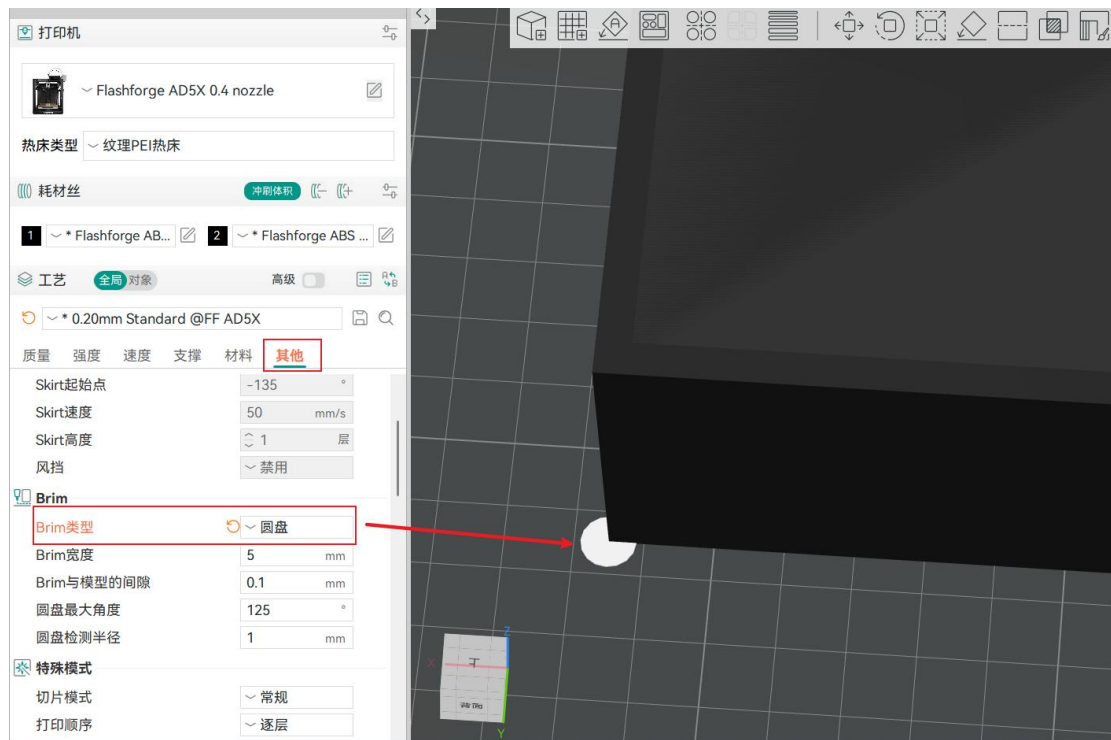 打印机
Flashforge AD5X 0.4 nozzle
热床类型 纹理PEI热床
耗材丝 冲刷体积
1 * Flashforge AB... 2 * Flashforge ABS ...
工艺 全局 对象 高级
* 0.20mm Standard @FF AD5X
质量 强度 速度 支撑 材料 其他
Skirt起始点 -135 °
Skirt速度 50 mm/s
Skirt高度 1 层
风挡 禁用
Brim
Brim类型 圆盘
Brim宽度 5 mm
Brim与模型的间隙 0.1 mm
圆盘最大角度 125 °
圆盘检测半径 1 mm
特殊模式
切片模式 常规
打印顺序 逐层
Z
X
Y